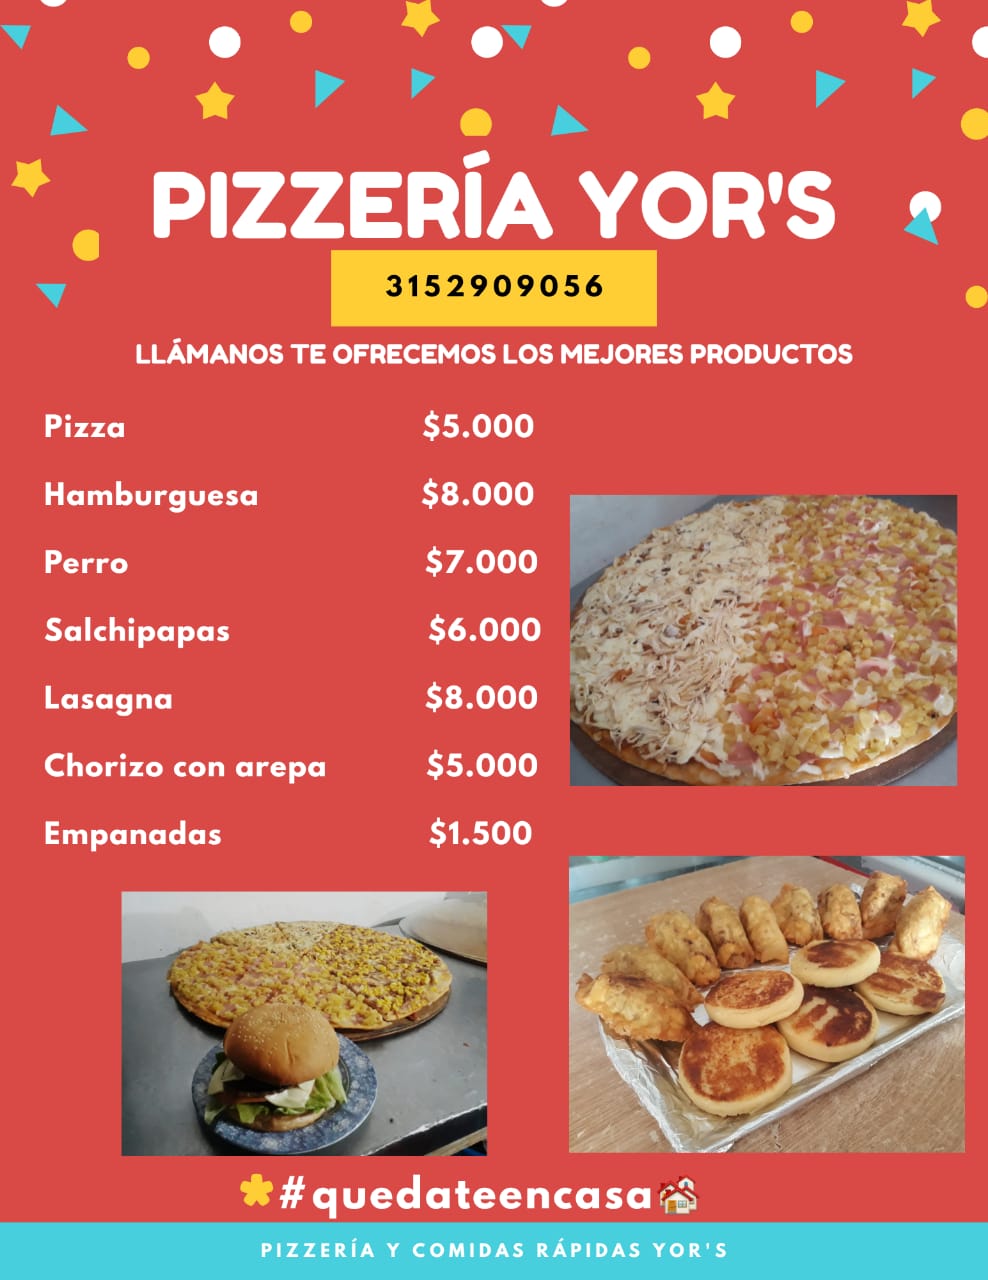 PIZZERÍA YOR'S
3152909056
LLÁMANOS TE OFRECEMOS LOS MEJORES PRODUCTOS
Pizza $5.000
Hamburguesa $8.000
Perro $7.000
Salchipapas $6.000
Lasagna $8.000
Chorizo con arepa $5.000
Empanadas $1.500
#quedateencasa
PIZZERÍA Y COMIDAS RÁPIDAS YOR'S